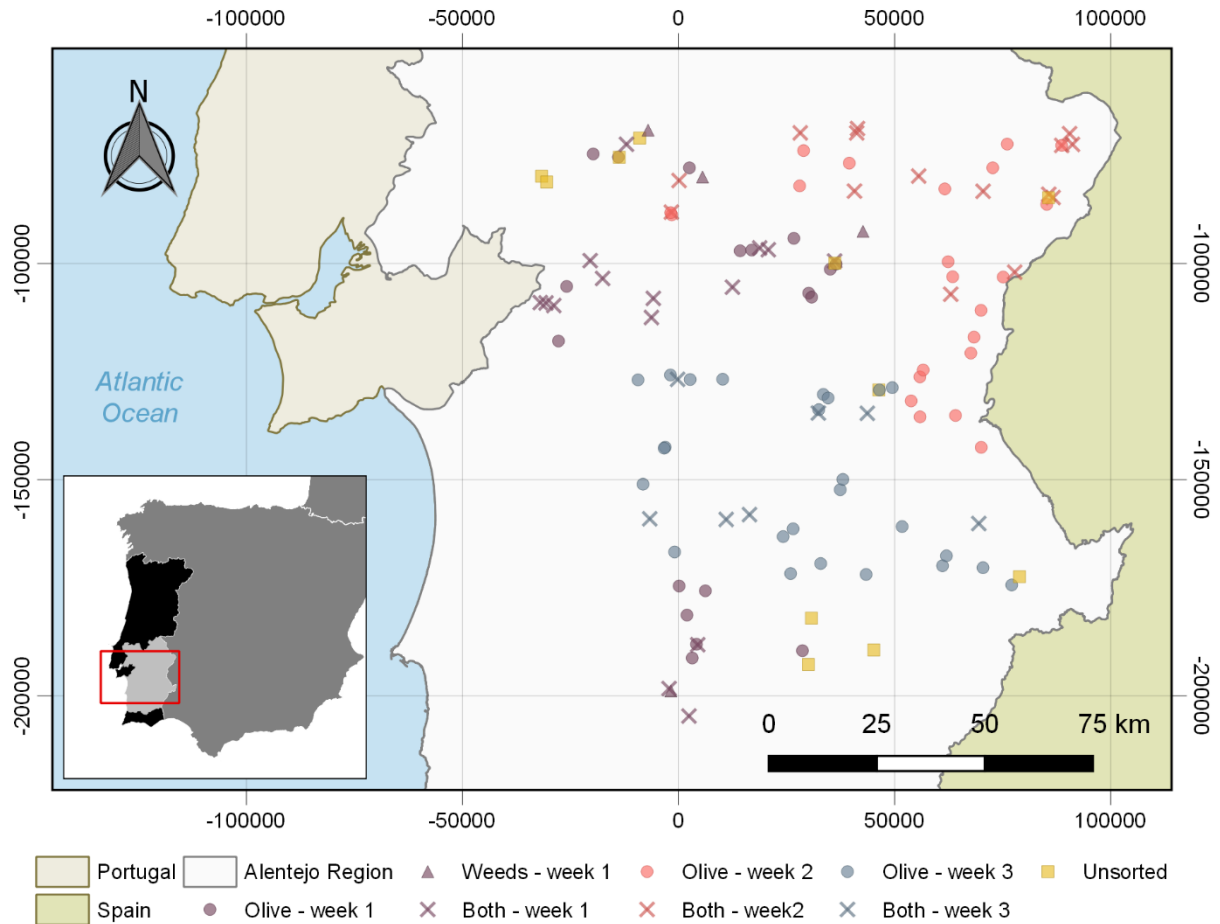 -100000 -50000 0 50000 100000
N
-100000 -100000
Atlantic
Ocean
-150000 -150000
-200000 -200000
0 25 50 75 km
-100000 -50000 0 50000 100000
Portugal Alentejo Region Weeds - week 1 Olive - week 2 Olive - week 3 Unsorted
Spain Olive - week 1 Both - week 1 Both - week2 Both - week 3